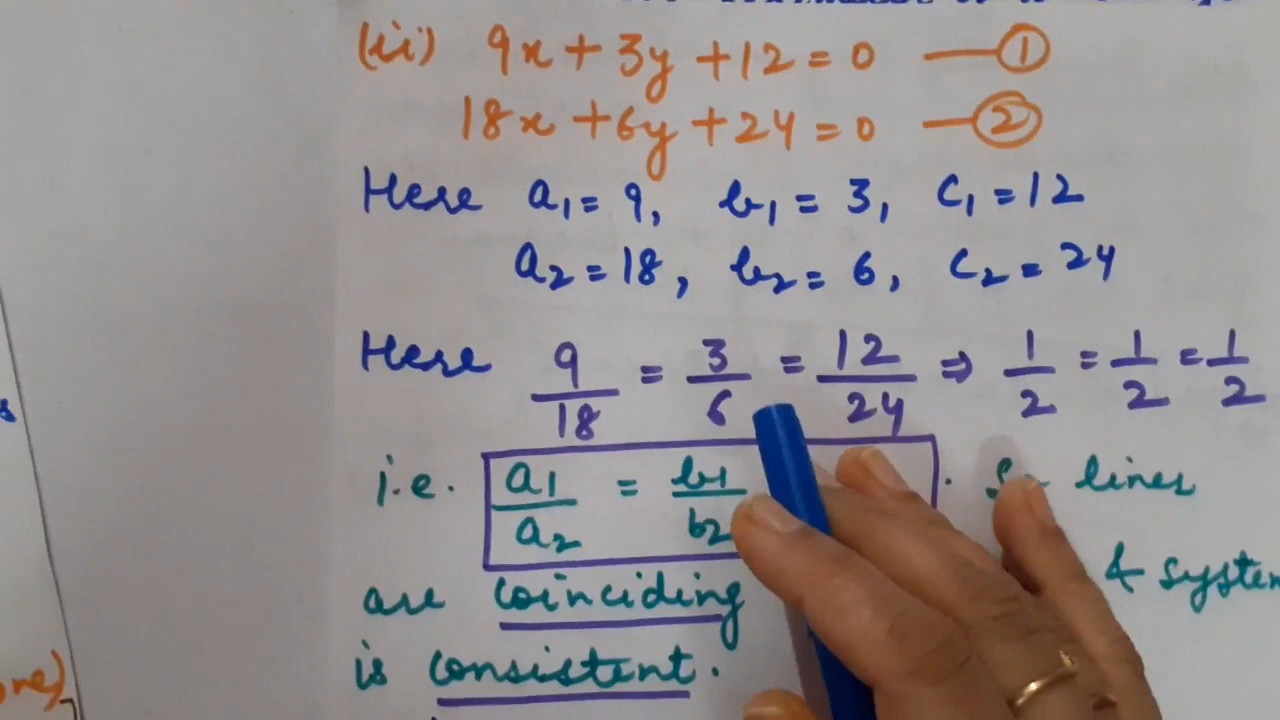 (ii) 9x + 3y + 12 = 0 — ①
18x + 6y + 24 = 0 — ②
Here a₁ = 9, b₁ = 3, c₁ = 12
a₂ = 18, b₂ = 6, c₂ = 24
Here 9/18 = 3/6 = 12/24 ⇒ 1/2 = 1/2 = 1/2
i.e. a₁/a₂ = b₁/b₂ . lines
are coinciding & system
is consistent.